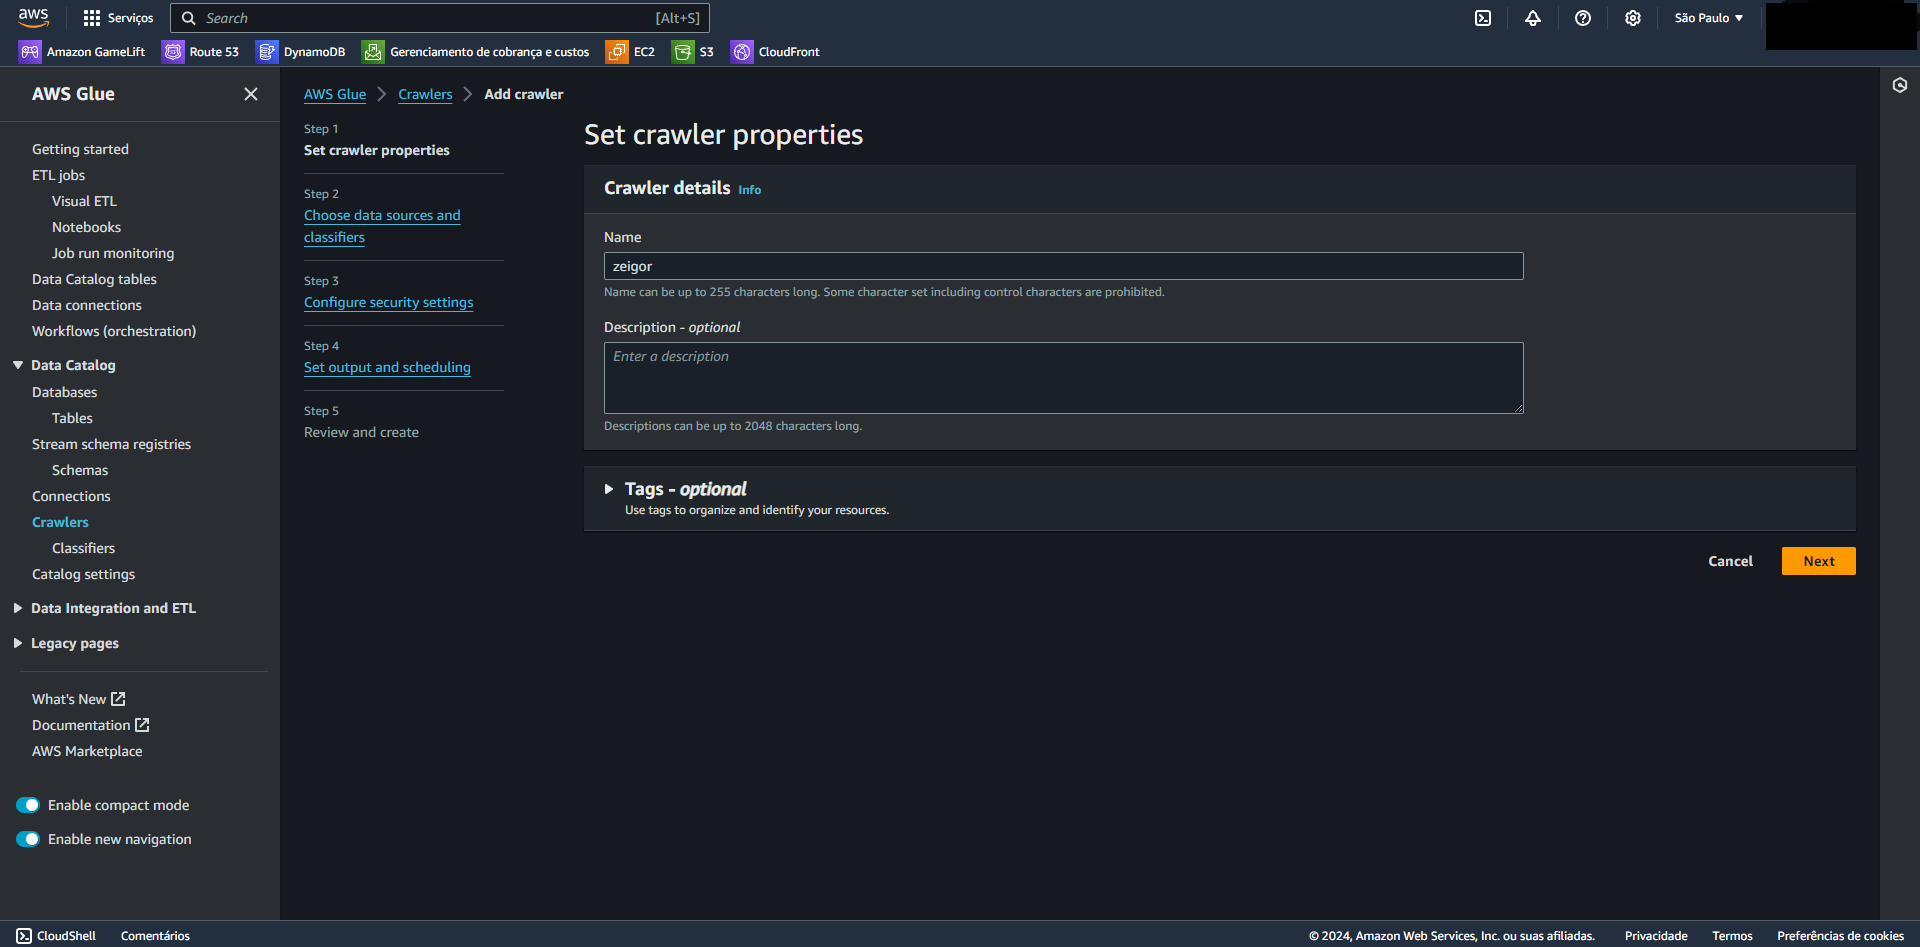 aws
Serviços
Search
[Alt+S]
São Paulo
Amazon GameLift
Route 53
DynamoDB
Gerenciamento de cobrança e custos
EC2
S3
CloudFront
AWS Glue
Getting started
ETL jobs
Visual ETL
Notebooks
Job run monitoring
Data Catalog tables
Data connections
Workflows (orchestration)
Data Catalog
Databases
Tables
Stream schema registries
Schemas
Connections
Crawlers
Classifiers
Catalog settings
Data Integration and ETL
Legacy pages
What's New
Documentation
AWS Marketplace
Enable compact mode
Enable new navigation
AWS Glue
Crawlers
Add crawler
Step 1
Set crawler properties
Step 2
Choose data sources and
classifiers
Step 3
Configure security settings
Step 4
Set output and scheduling
Step 5
Review and create
Set crawler properties
Crawler details Info
Name
zeigor
Name can be up to 255 characters long. Some character set including control characters are prohibited.
Description - optional
Enter a description
Descriptions can be up to 2048 characters long.
Tags - optional
Use tags to organize and identify your resources.
Cancel
Next
CloudShell
Comentários
© 2024, Amazon Web Services, Inc. ou suas afiliadas.
Privacidade
Termos
Preferências de cookies